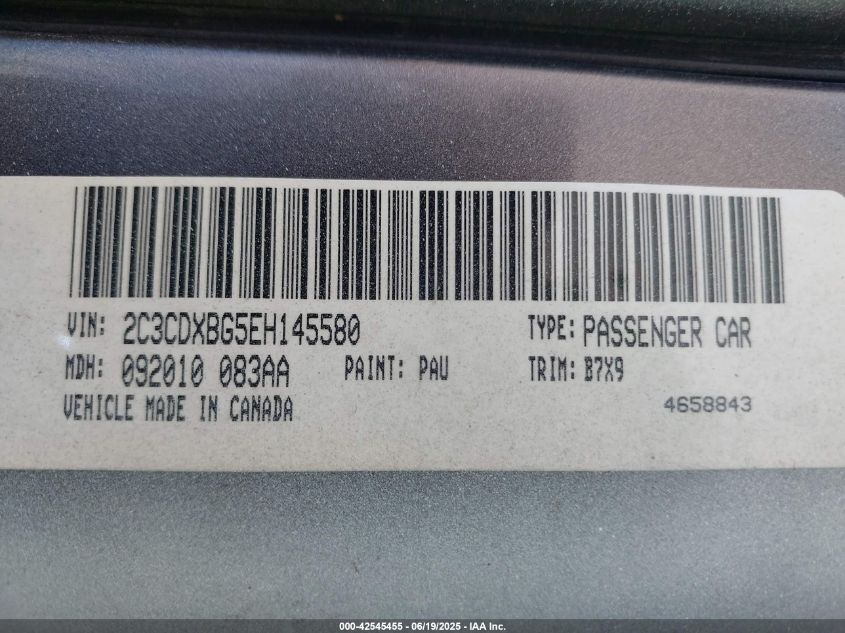 VIN: 2C3CDXBG5EH145580 TYPE: PASSENGER CAR
MDH: 092010 083AA PAINT: PAU TRIM: B7X9
VEHICLE MADE IN CANADA 4658843
000-42545455 - 06/19/2025 - IAA Inc.